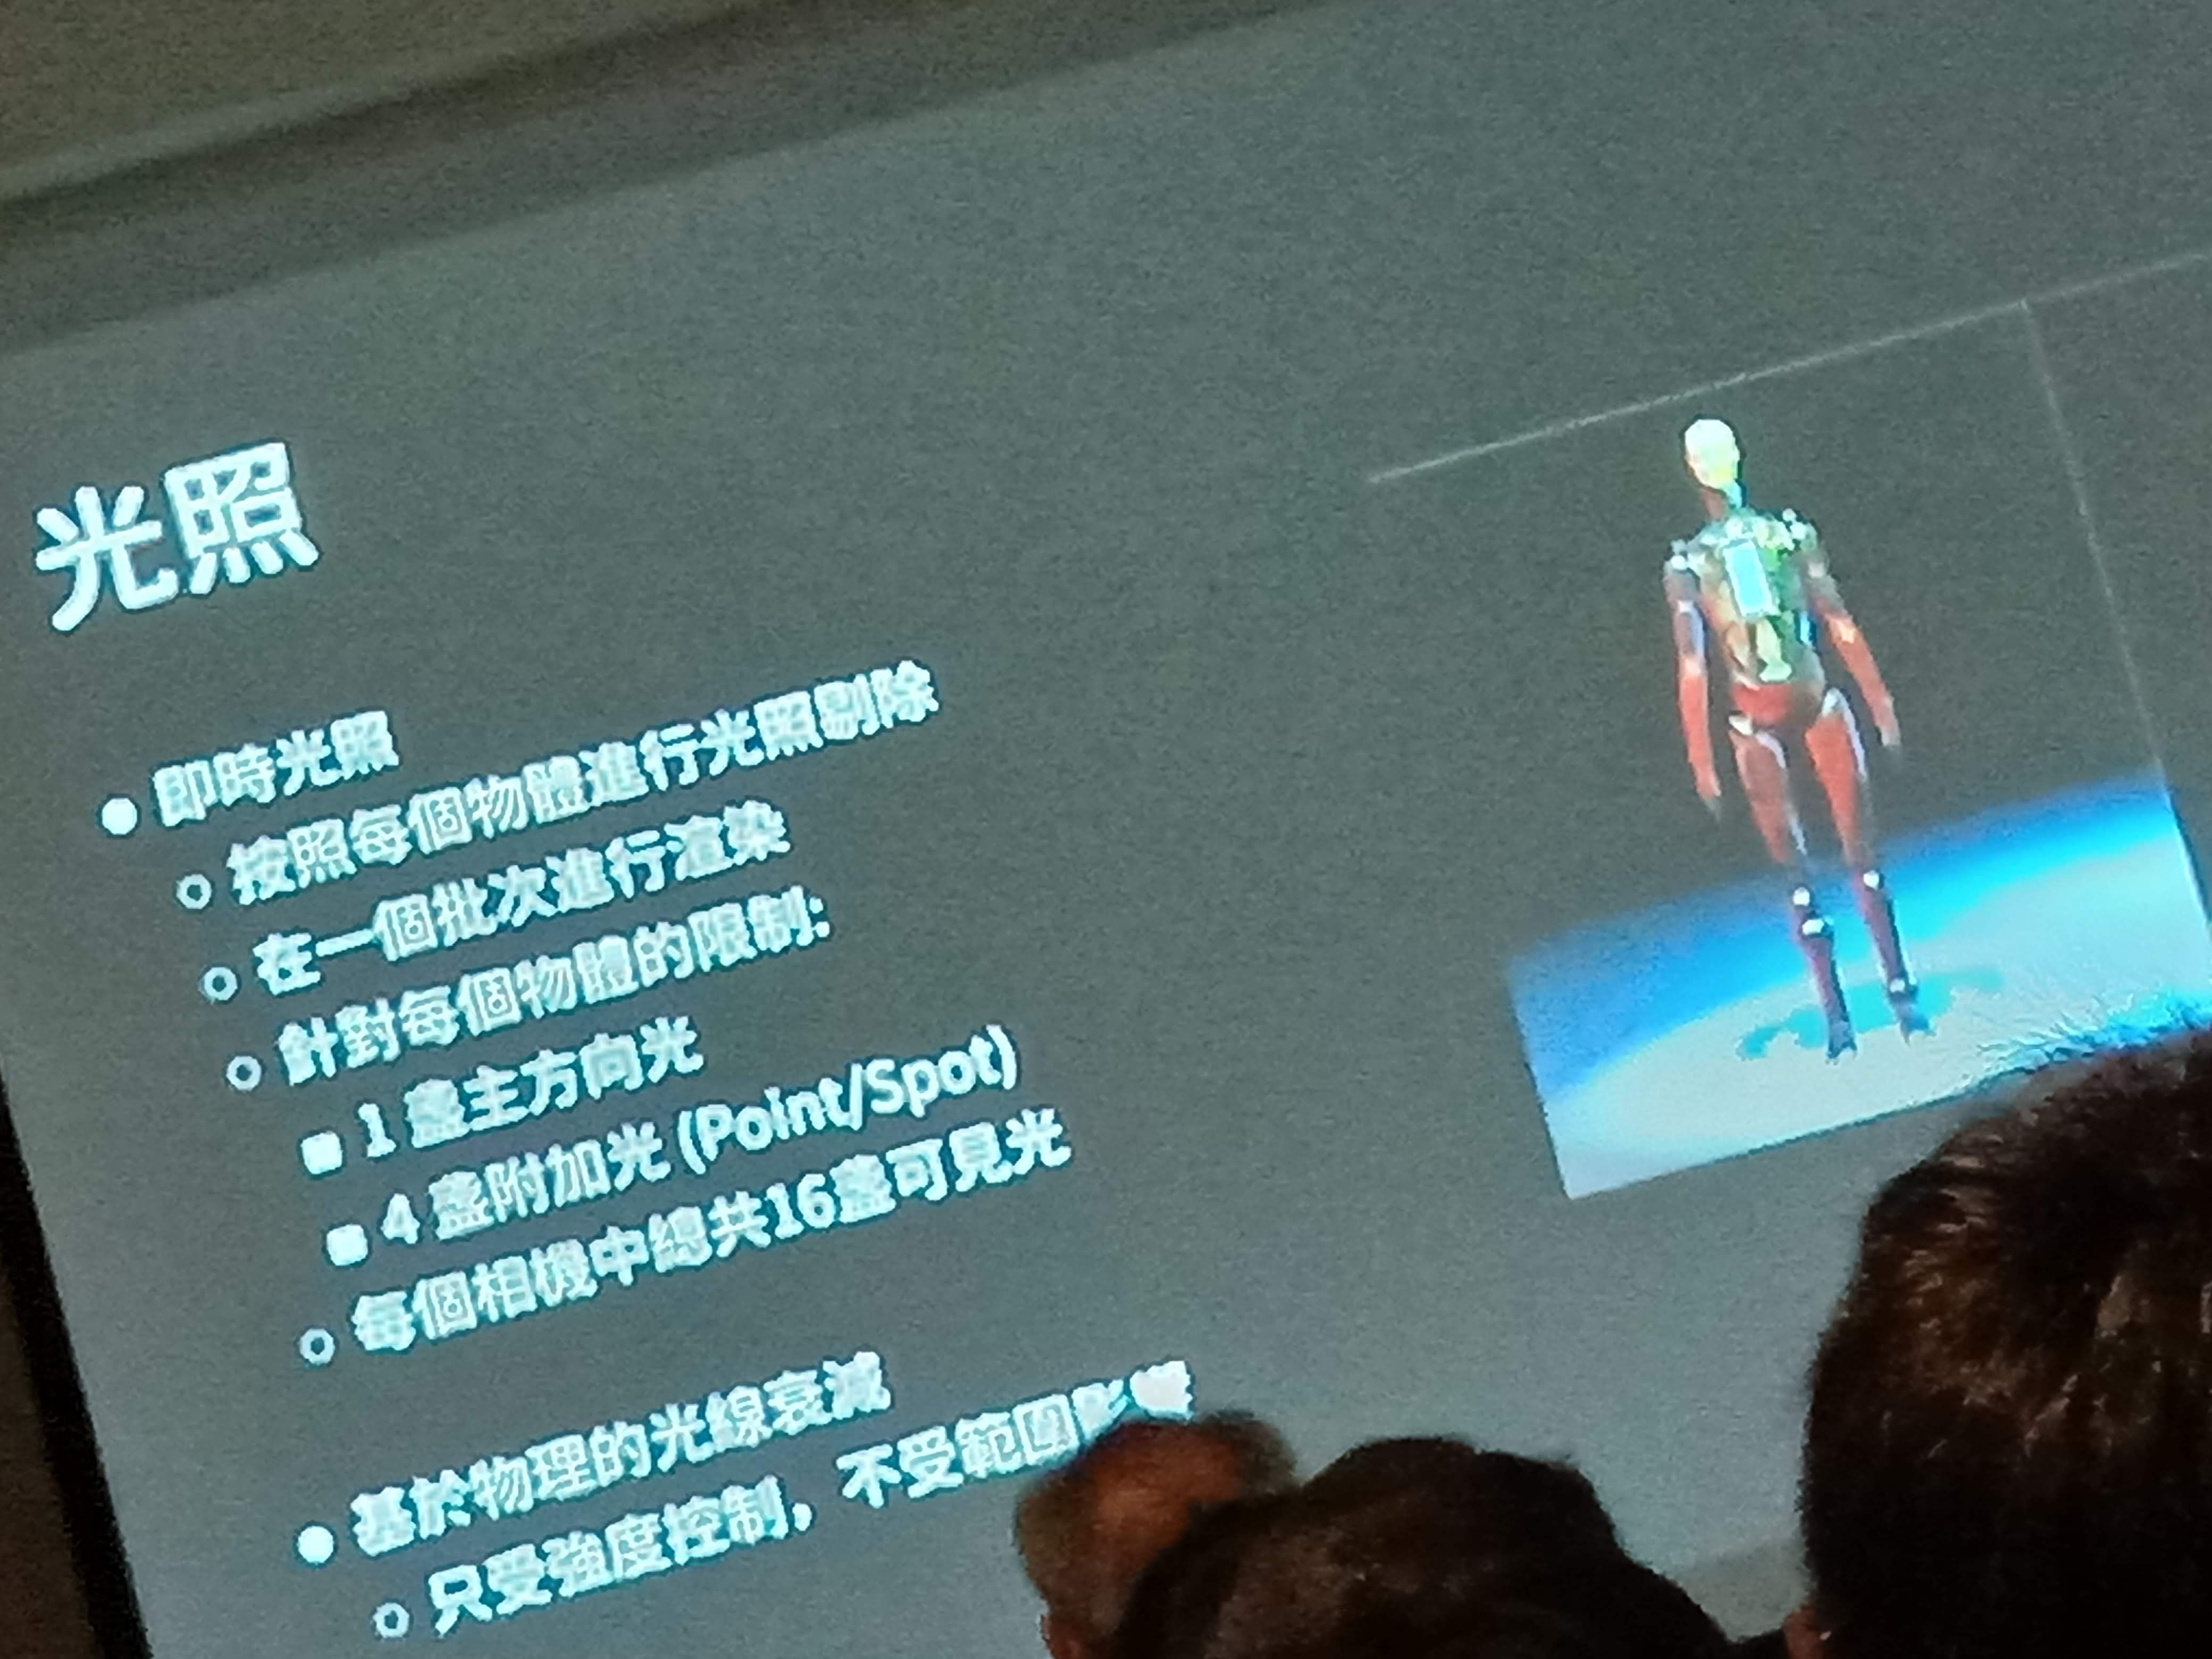 光照
● 即時光照
○ 按照每個物體進行光照剔除
○ 在一個批次進行渲染
○ 針對每個物體的限制:
■ 1 盞主方向光
■ 4 盞附加光 (Point/Spot)
○ 每個相機中總共16盞可見光
● 基於物理的光線衰減
○ 只受強度控制，不受範圍影響